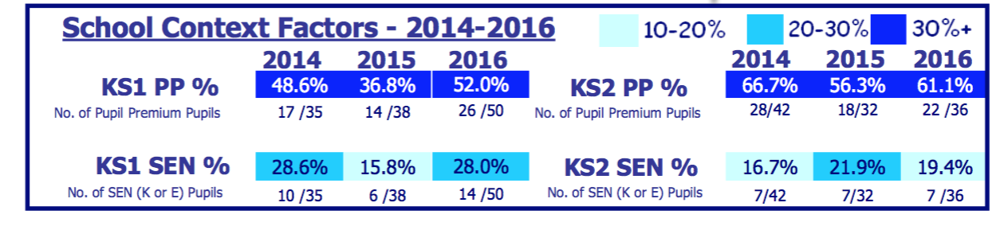 School Context Factors - 2014-2016 10-20% 20-30% 30%+
2014 2015 2016 2014 2015 2016
KS1 PP % 48.6% 36.8% 52.0% KS2 PP % 66.7% 56.3% 61.1%
No. of Pupil Premium Pupils 17 /35 14 /38 26 /50 No. of Pupil Premium Pupils 28/42 18/32 22 /36
KS1 SEN % 28.6% 15.8% 28.0% KS2 SEN % 16.7% 21.9% 19.4%
No. of SEN (K or E) Pupils 10 /35 6 /38 14 /50 No. of SEN (K or E) Pupils 7/42 7/32 7 /36